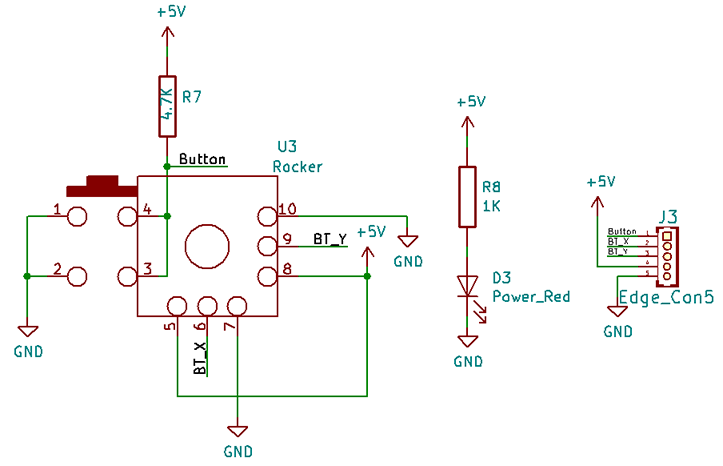 +5V
4.7K
R7
Button
U3
Rocker
1
2
4
3
10
9
8
5
6
7
BT_Y
BT_X
+5V
GND
GND
GND
+5V
R8
1K
D3
Power_Red
GND
+5V
J3
Button
BT_X
BT_Y
1
2
3
4
5
Edge_Con5
GND